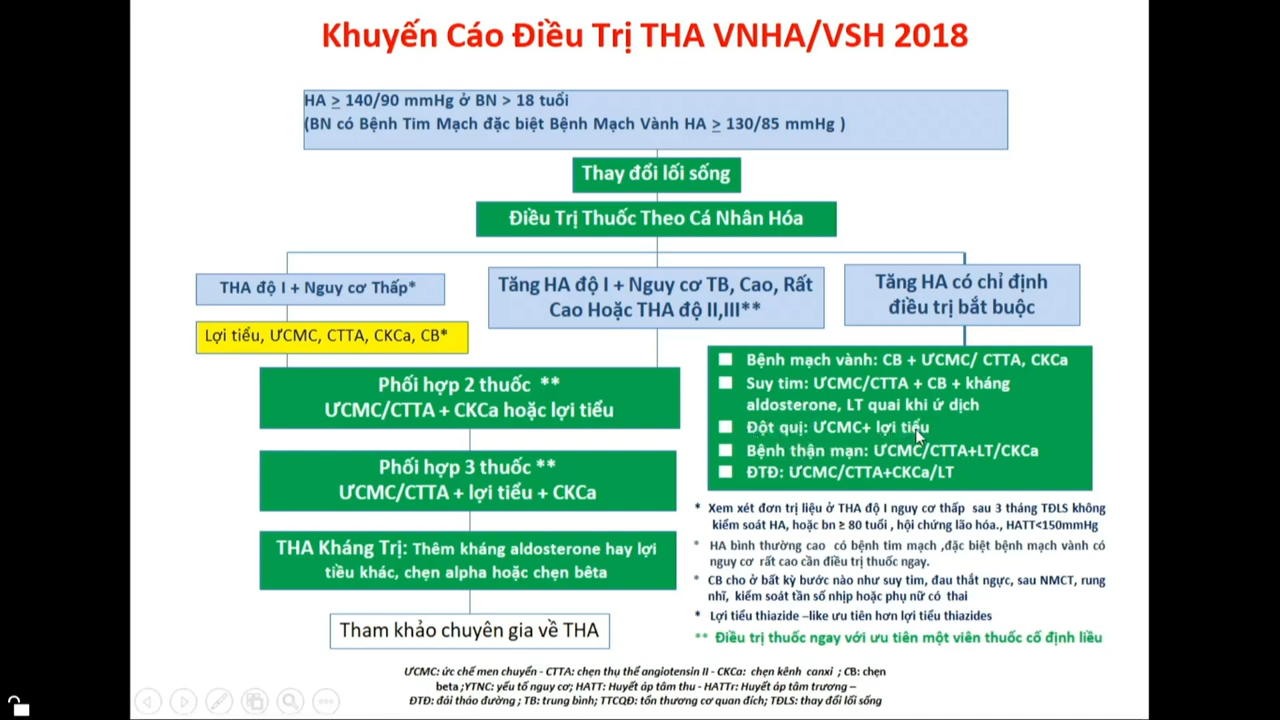 Khuyến Cáo Điều Trị THA VNHA/VSH 2018
HA ≥ 140/90 mmHg ở BN > 18 tuổi
(BN có Bệnh Tim Mạch đặc biệt Bệnh Mạch Vành HA ≥ 130/85 mmHg )
Thay đổi lối sống
Điều Trị Thuốc Theo Cá Nhân Hóa
THA độ I + Nguy cơ Thấp*
Lợi tiểu, ƯCMC, CTTA, CKCa, CB*
Tăng HA độ I + Nguy cơ TB, Cao, Rất
Cao Hoặc THA độ II,III**
Tăng HA có chỉ định
điều trị bắt buộc
Phối hợp 2 thuốc **
ƯCMC/CTTA + CKCa hoặc lợi tiểu
Phối hợp 3 thuốc **
ƯCMC/CTTA + lợi tiểu + CKCa
THA Kháng Trị: Thêm kháng aldosterone hay lợi
tiều khác, chẹn alpha hoặc chẹn bêta
Tham khảo chuyên gia về THA
Bệnh mạch vành: CB + ƯCMC/ CTTA, CKCa
Suy tim: ƯCMC/CTTA + CB + kháng
aldosterone, LT quai khi ứ dịch
Đột quị: ƯCMC+ lợi tiểu
Bệnh thận mạn: ƯCMC/CTTA+LT/CKCa
ĐTĐ: ƯCMC/CTTA+CKCa/LT
* Xem xét đơn trị liệu ở THA độ I nguy cơ thấp sau 3 tháng TĐLS không
kiểm soát HA, hoặc bn ≥ 80 tuổi , hội chứng lão hóa., HATT<150mmHg
* HA bình thường cao có bệnh tim mạch ,đặc biệt bệnh mạch vành có
nguy cơ rất cao cần điều trị thuốc ngay.
* CB cho ở bất kỳ bước nào như suy tim, đau thắt ngực, sau NMCT, rung
nhĩ, kiểm soát tần số nhịp hoặc phụ nữ có thai
* Lợi tiểu thiazide –like ưu tiên hơn lợi tiểu thiazides
** Điều trị thuốc ngay với ưu tiên một viên thuốc cố định liều
ƯCMC: ức chế men chuyển - CTTA: chẹn thụ thể angiotensin II - CKCa: chẹn kênh canxi ; CB: chẹn
beta ;YTNC: yếu tố nguy cơ; HATT: Huyết áp tâm thu - HATTr: Huyết áp tâm trương –
ĐTĐ: đái tháo đường ; TB: trung bình; TTCQĐ: tổn thương cơ quan đích; TĐLS: thay đổi lối sống